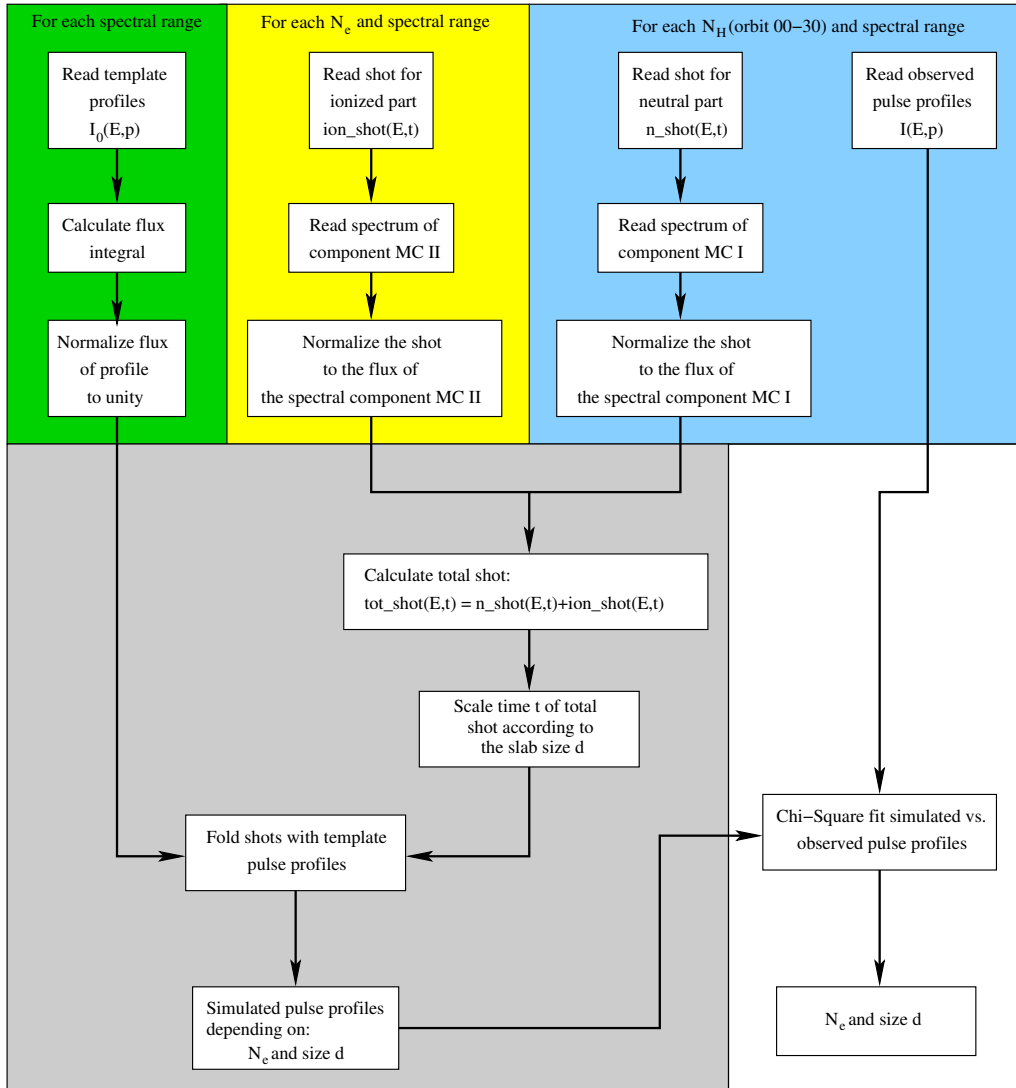 For each spectral range
Read template
profiles
I₀(E,p)
Calculate flux
integral
Normalize flux
of profile
to unity
For each Nₑ and spectral range
Read shot for
ionized part
ion_shot(E,t)
Read spectrum of
component MC II
Normalize the shot
to the flux of
the spectral component MC II
For each N_H (orbit 00−30) and spectral range
Read shot for
neutral part
n_shot(E,t)
Read spectrum of
component MC I
Normalize the shot
to the flux of
the spectral component MC I
Read observed
pulse profiles
I(E,p)
Calculate total shot:
tot_shot(E,t) = n_shot(E,t)+ion_shot(E,t)
Scale time t of total
shot according to
the slab size d
Fold shots with template
pulse profiles
Simulated pulse profiles
depending on:
Nₑ and size d
Chi−Square fit simulated vs.
observed pulse profiles
Nₑ and size d